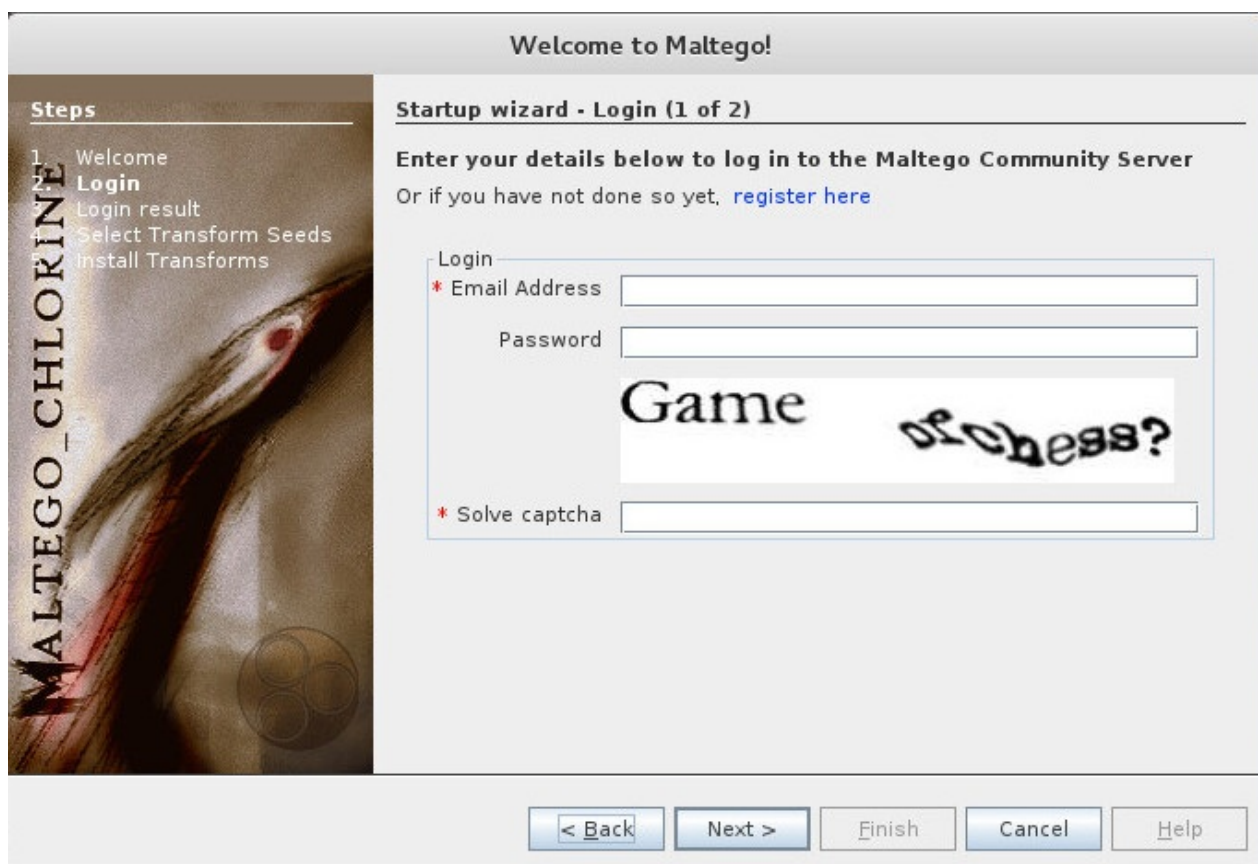 Welcome to Maltego!
Steps
1. Welcome
2. Login
3. Login result
4. Select Transform Seeds
5. Install Transforms
MALTEGO_CHLORINE
Startup wizard - Login (1 of 2)
Enter your details below to log in to the Maltego Community Server
Or if you have not done so yet, register here
Login
* Email Address
Password
Game ofchess?
* Solve captcha
< Back Next > Finish Cancel Help